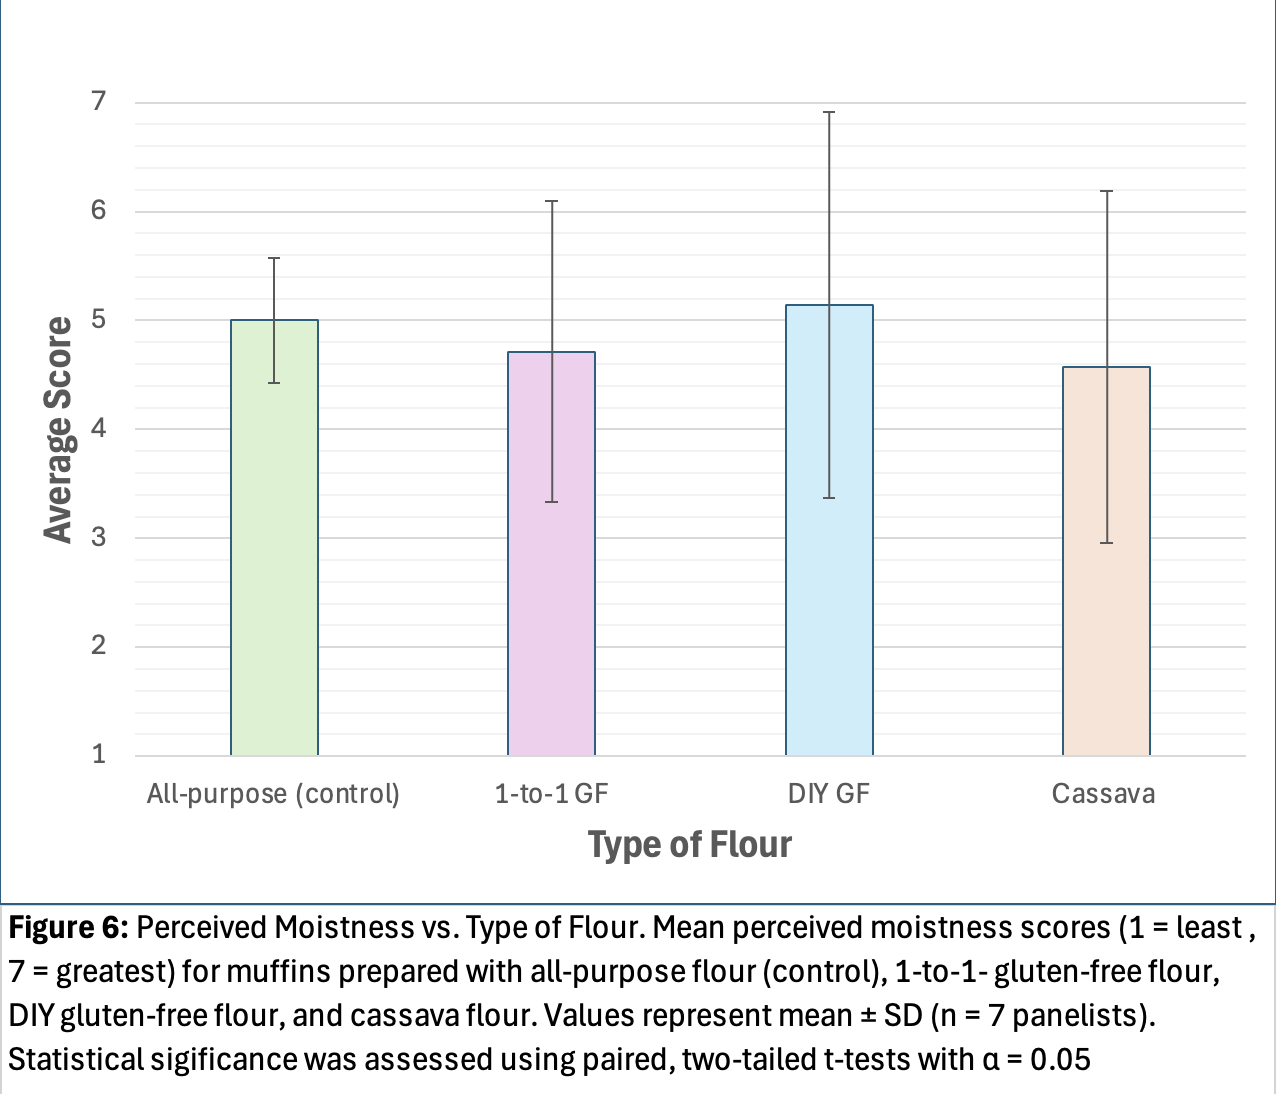 7
6
5
4
3
2
1
Average Score
All-purpose (control) 1-to-1 GF DIY GF Cassava
Type of Flour
Figure 6: Perceived Moistness vs. Type of Flour. Mean perceived moistness scores (1 = least ,
7 = greatest) for muffins prepared with all-purpose flour (control), 1-to-1- gluten-free flour,
DIY gluten-free flour, and cassava flour. Values represent mean ± SD (n = 7 panelists).
Statistical sigificance was assessed using paired, two-tailed t-tests with α = 0.05